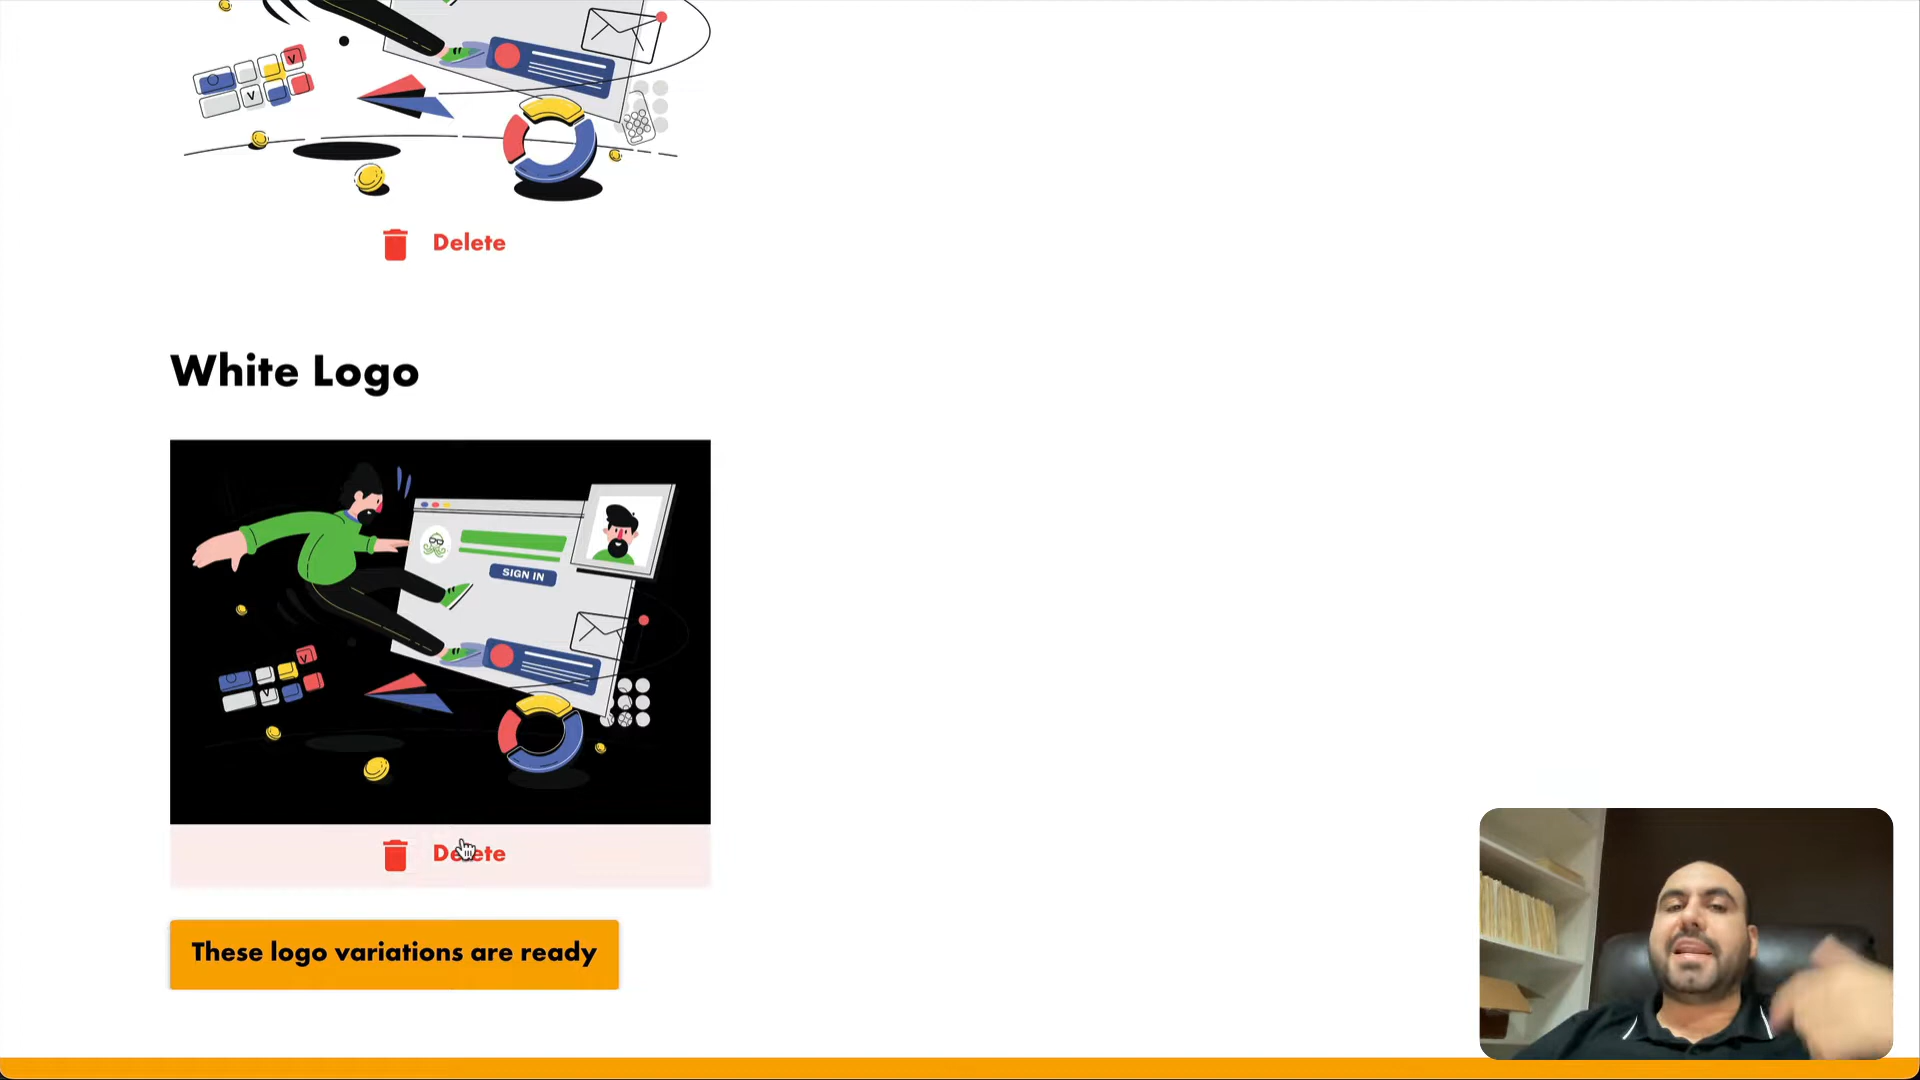 V
V
Delete
White Logo
SIGN IN
V
V
Delete
These logo variations are ready